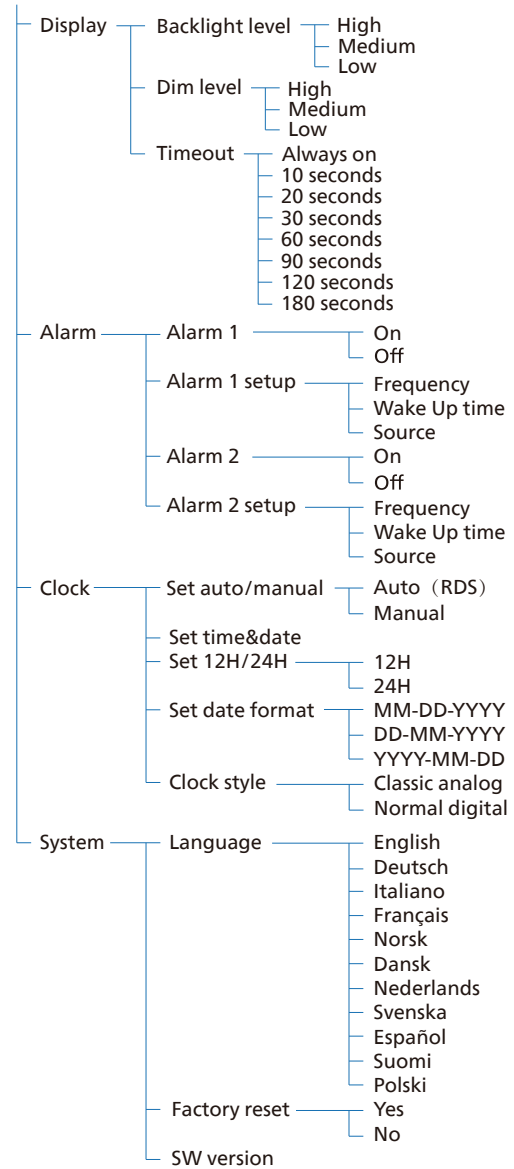 Display Backlight level High
Medium
Low
Dim level High
Medium
Low
Timeout Always on
10 seconds
20 seconds
30 seconds
60 seconds
90 seconds
120 seconds
180 seconds
Alarm Alarm 1 On
Off
Alarm 1 setup Frequency
Wake Up time
Source
Alarm 2 On
Off
Alarm 2 setup Frequency
Wake Up time
Source
Clock Set auto/manual Auto（RDS）
Manual
Set time&date
Set 12H/24H 12H
24H
Set date format MM-DD-YYYY
DD-MM-YYYY
YYYY-MM-DD
Clock style Classic analog
Normal digital
System Language English
Deutsch
Italiano
Français
Norsk
Dansk
Nederlands
Svenska
Español
Suomi
Polski
Factory reset Yes
No
SW version